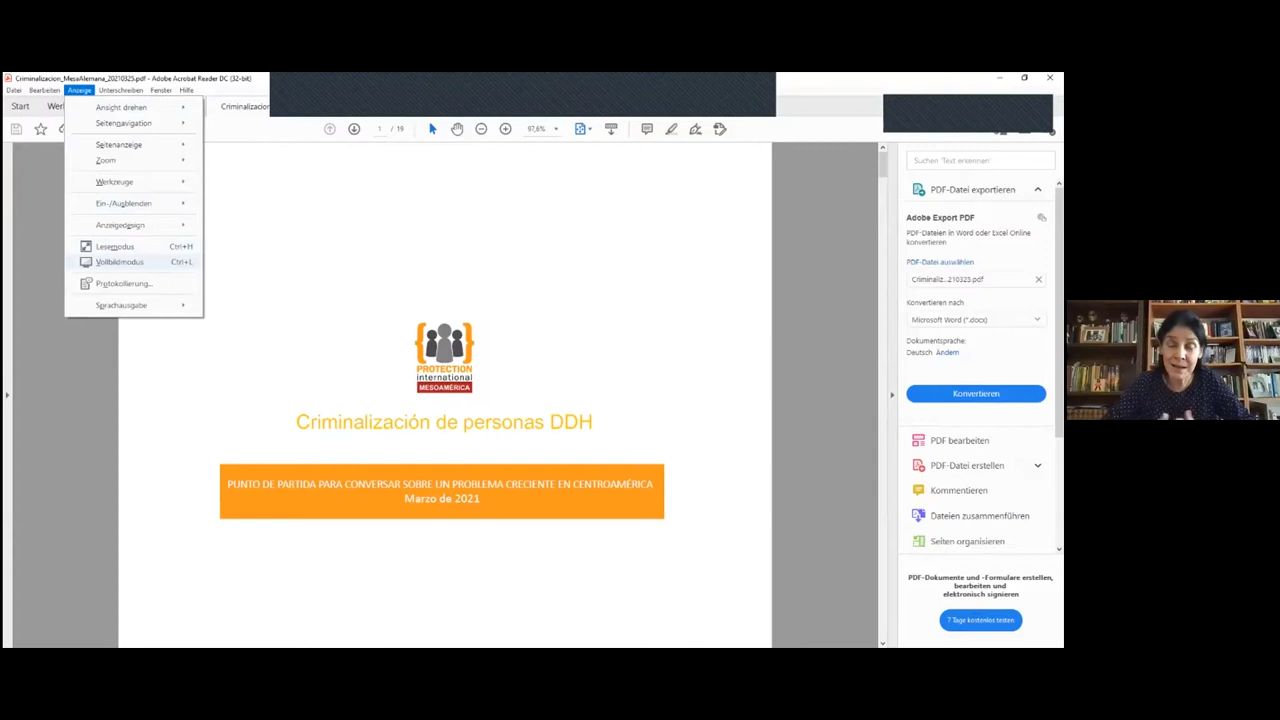 Criminalizacion_MesaAlemana_20210325.pdf - Adobe Acrobat Reader DC (32-bit)
Datei Bearbeiten Anzeige Unterschreiben Fenster Hilfe
Start
Ansicht drehen
Seitennavigation
Seitenanzeige
Zoom
Werkzeuge
Ein-/Ausblenden
Anzeigedesign
Lesemodus Ctrl+H
Vollbildmodus Ctrl+L
Protokollierung...
Sprachausgabe
1 / 19
97,6%
PROTECTION
international
MESOAMÉRICA
Criminalización de personas DDH
PUNTO DE PARTIDA PARA CONVERSAR SOBRE UN PROBLEMA CRECIENTE EN CENTROAMÉRICA
Marzo de 2021
Suchen 'Text erkennen'
PDF-Datei exportieren
Adobe Export PDF
PDF-Dateien in Word oder Excel Online
konvertieren
PDF-Datei auswählen
Criminaliz...210325.pdf
Konvertieren nach
Microsoft Word (*.docx)
Dokumentsprache:
Deutsch Ändern
Konvertieren
PDF bearbeiten
PDF-Datei erstellen
Kommentieren
Dateien zusammenführen
Seiten organisieren
PDF-Dokumente und -Formulare erstellen,
bearbeiten und
elektronisch signieren
7 Tage kostenlos testen